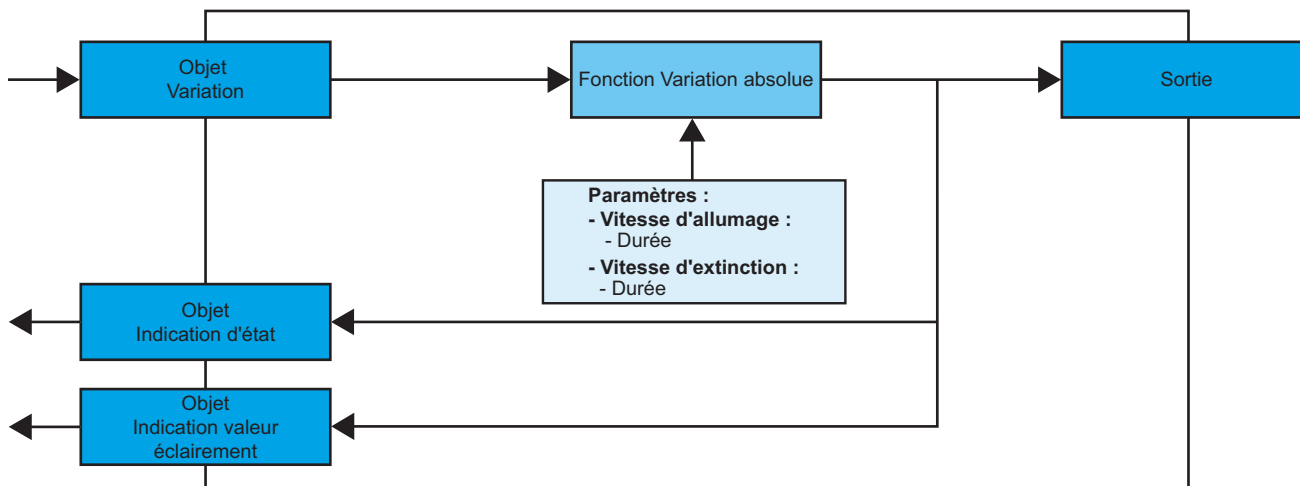 Objet
Variation
Fonction Variation absolue
Sortie
Paramètres :
- Vitesse d'allumage :
- Durée
- Vitesse d'extinction :
- Durée
Objet
Indication d'état
Objet
Indication valeur
éclairement